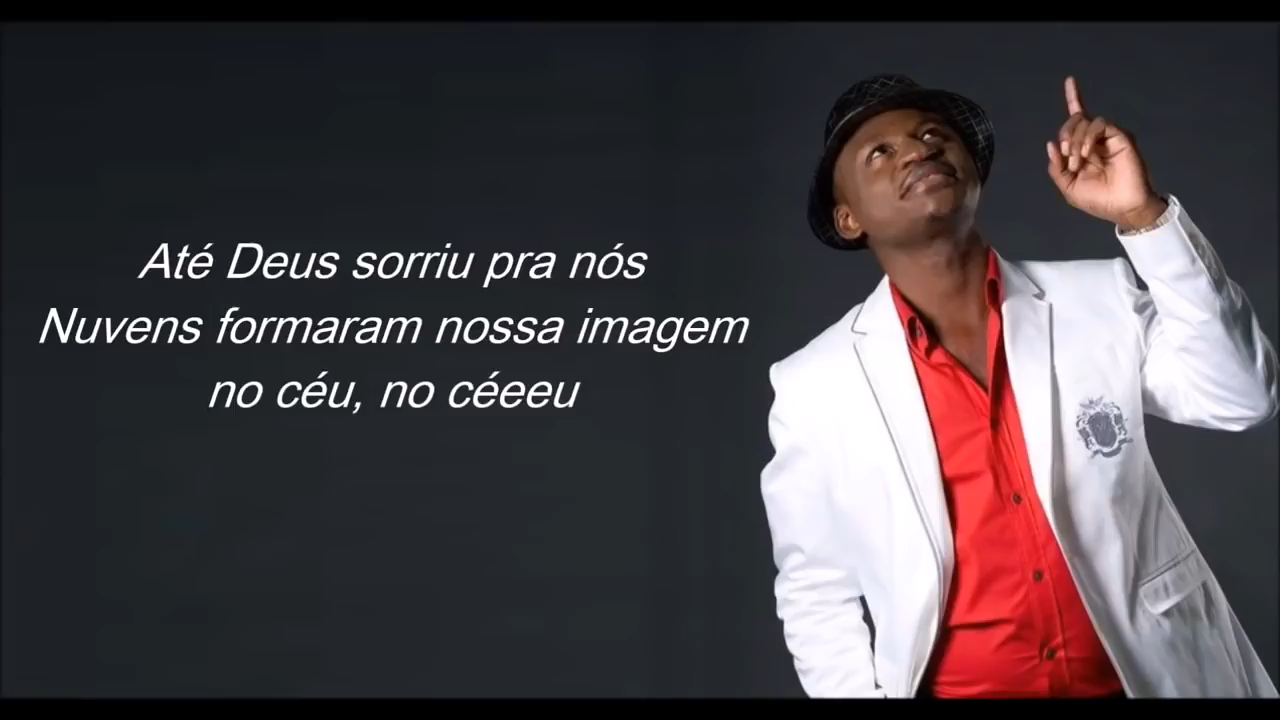 Até Deus sorriu pra nós
Nuvens formaram nossa imagem
no céu, no céeeu